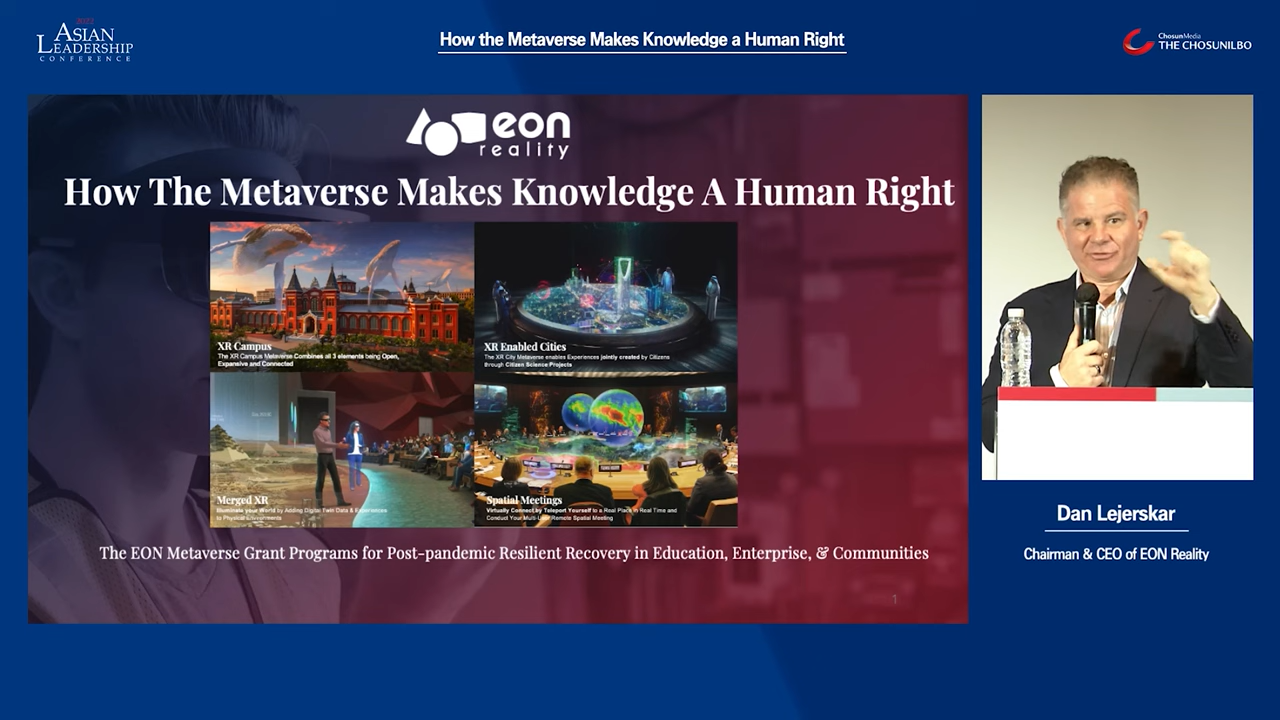 2022
ASIAN
LEADERSHIP
CONFERENCE
How the Metaverse Makes Knowledge a Human Right
ChosunMedia
THE CHOSUNILBO
eon
reality
How The Metaverse Makes Knowledge A Human Right
XR Campus
The XR Campus Metaverse Combines all 3 elements being Open,
Expansive and Connected
XR Enabled Cities
The XR City Metaverse enables Experiences jointly created by Citizens
through Citizen Science Projects
Merged XR
Illuminate your World by Adding Digital Twin Data & Experiences
to Physical Environments
Spatial Meetings
Virtually Connect by Teleport Yourself to a Real Place in Real Time and
Conduct Your Multi-User Remote Spatial Meeting
The EON Metaverse Grant Programs for Post-pandemic Resilient Recovery in Education, Enterprise, & Communities
1
Dan Lejerskar
Chairman & CEO of EON Reality